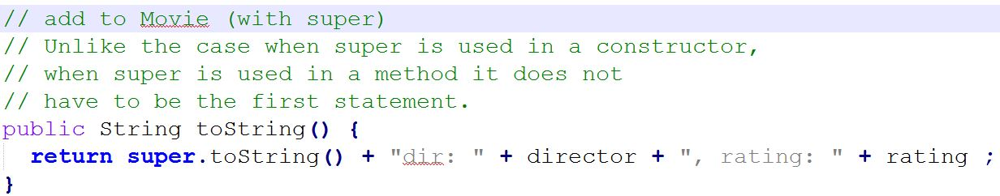 // add to Movie (with super)
// Unlike the case when super is used in a constructor,
// when super is used in a method it does not
// have to be the first statement.
public String toString() {
  return super.toString() + "dir: " + director + ", rating: " + rating ;
}